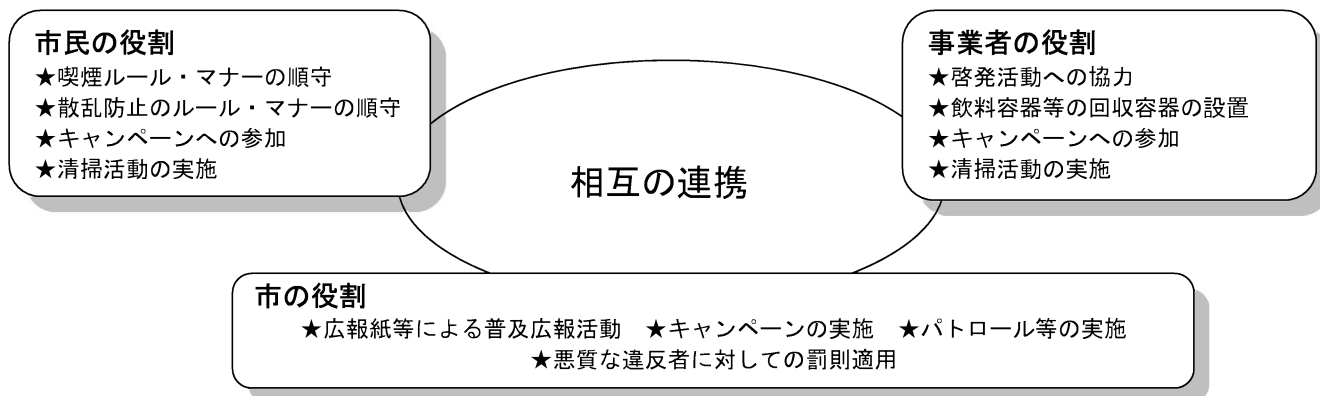 市民の役割
★喫煙ルール・マナーの順守
★散乱防止のルール・マナーの順守
★キャンペーンへの参加
★清掃活動の実施
事業者の役割
★啓発活動への協力
★飲料容器等の回収容器の設置
★キャンペーンへの参加
★清掃活動の実施
相互の連携
市の役割
★広報紙等による普及広報活動　★キャンペーンの実施　★パトロール等の実施
★悪質な違反者に対しての罰則適用